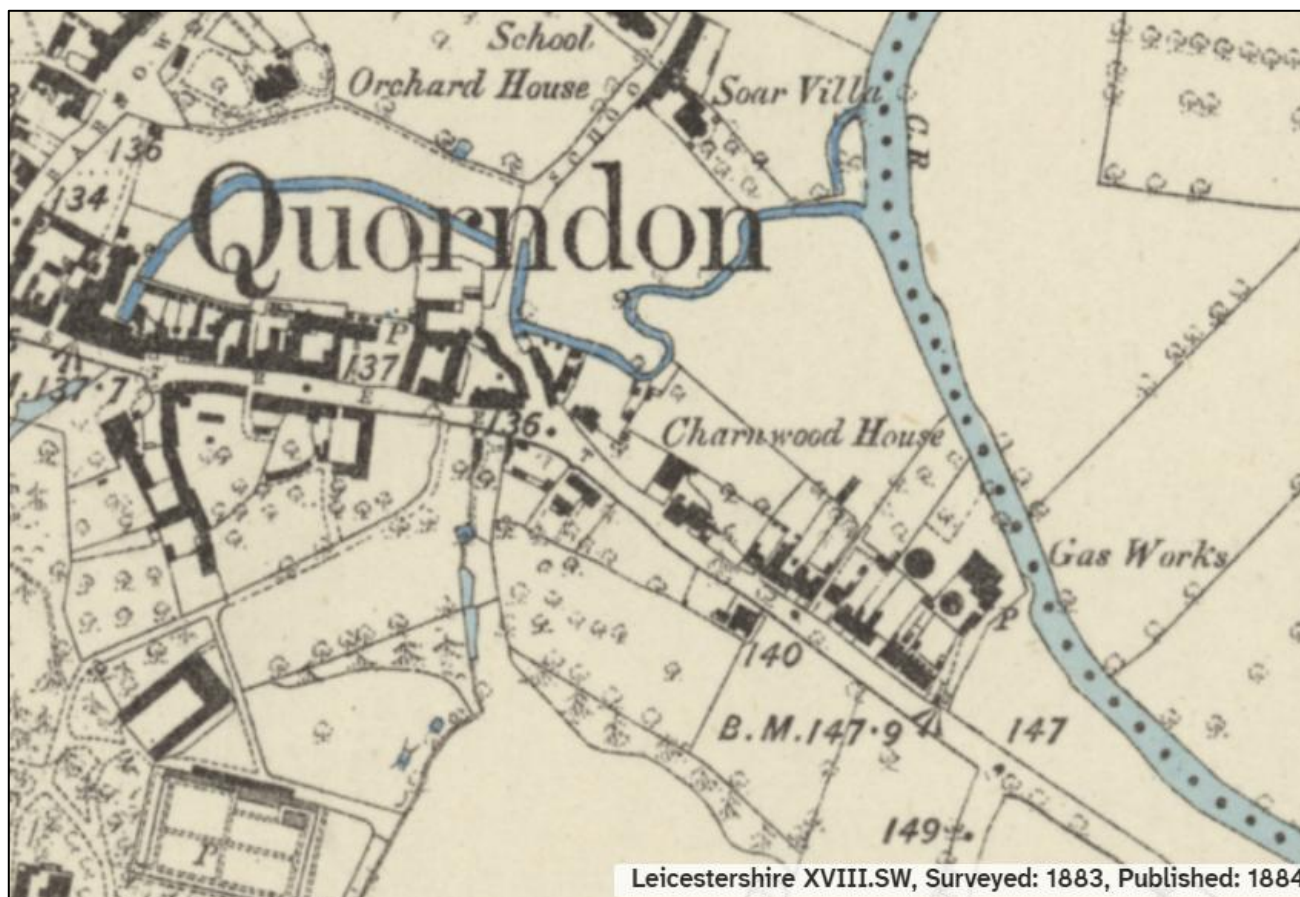 School
Orchard House
Soar Villa
C.R.
136
134
Quorndon
P
137
137·7
136
Charnwood House
Gas Works
P
140
B.M.147·9
147
149
P
Leicestershire XVIII.SW, Surveyed: 1883, Published: 1884